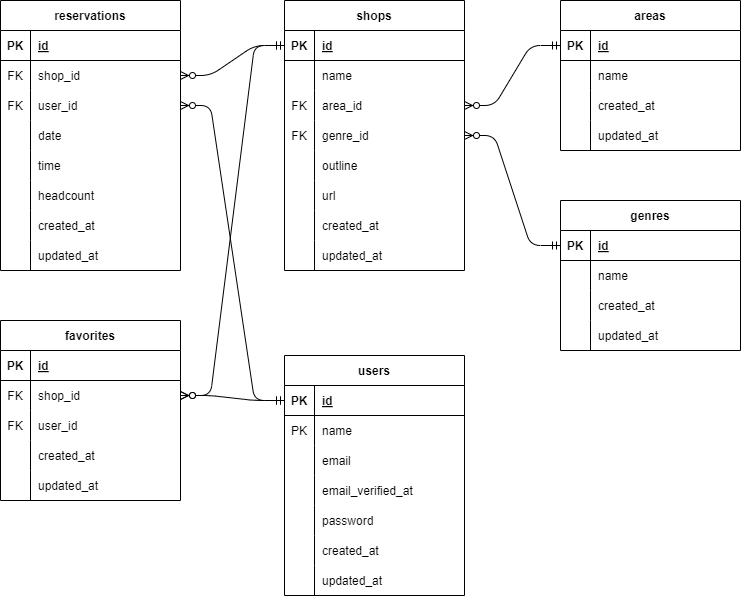 reservations
PK id
FK shop_id
FK user_id
date
time
headcount
created_at
updated_at
shops
PK id
name
FK area_id
FK genre_id
outline
url
created_at
updated_at
areas
PK id
name
created_at
updated_at
genres
PK id
name
created_at
updated_at
favorites
PK id
FK shop_id
FK user_id
created_at
updated_at
users
PK id
PK name
email
email_verified_at
password
created_at
updated_at